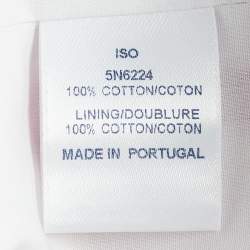 ISO
5N6224
100% COTTON/COTON
LINING/DOUBLURE
100% COTTON/COTON
MADE IN PORTUGAL